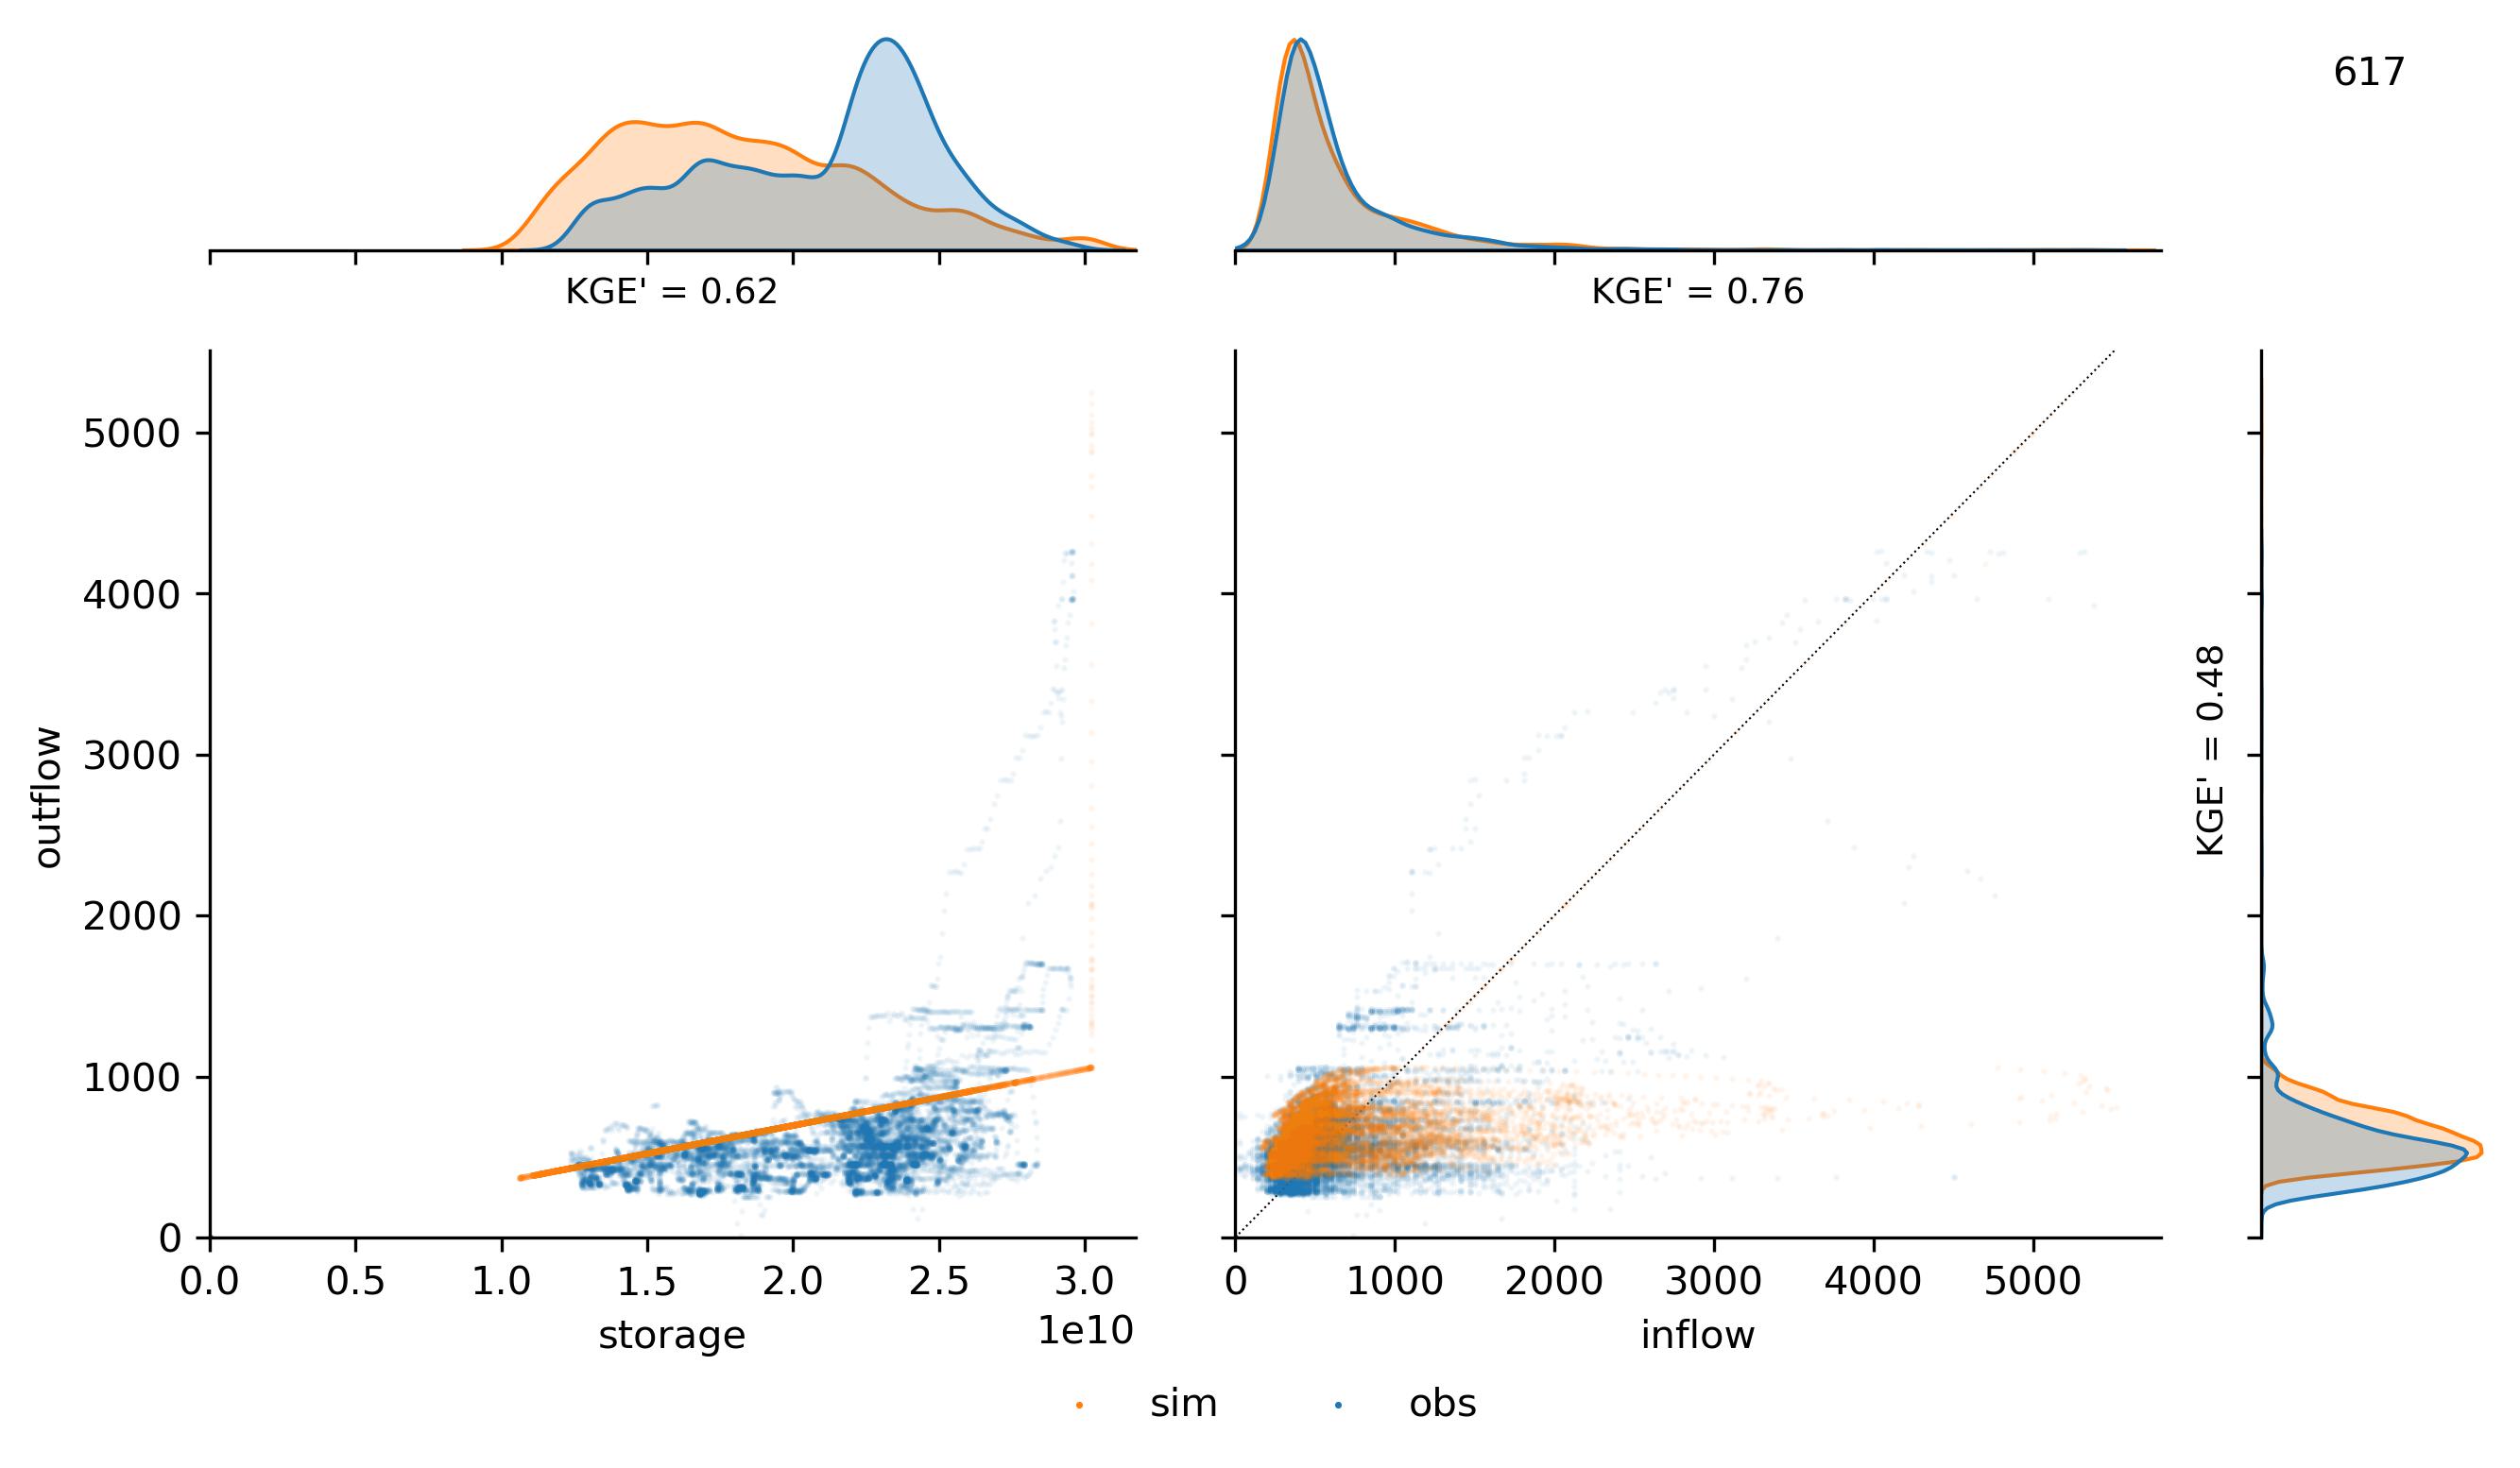 617
KGE' = 0.62
KGE' = 0.76
outflow
5000
4000
3000
2000
1000
0
KGE' = 0.48
0.0 0.5 1.0 1.5 2.0 2.5 3.0
1e10
storage
0 1000 2000 3000 4000 5000
inflow
sim obs